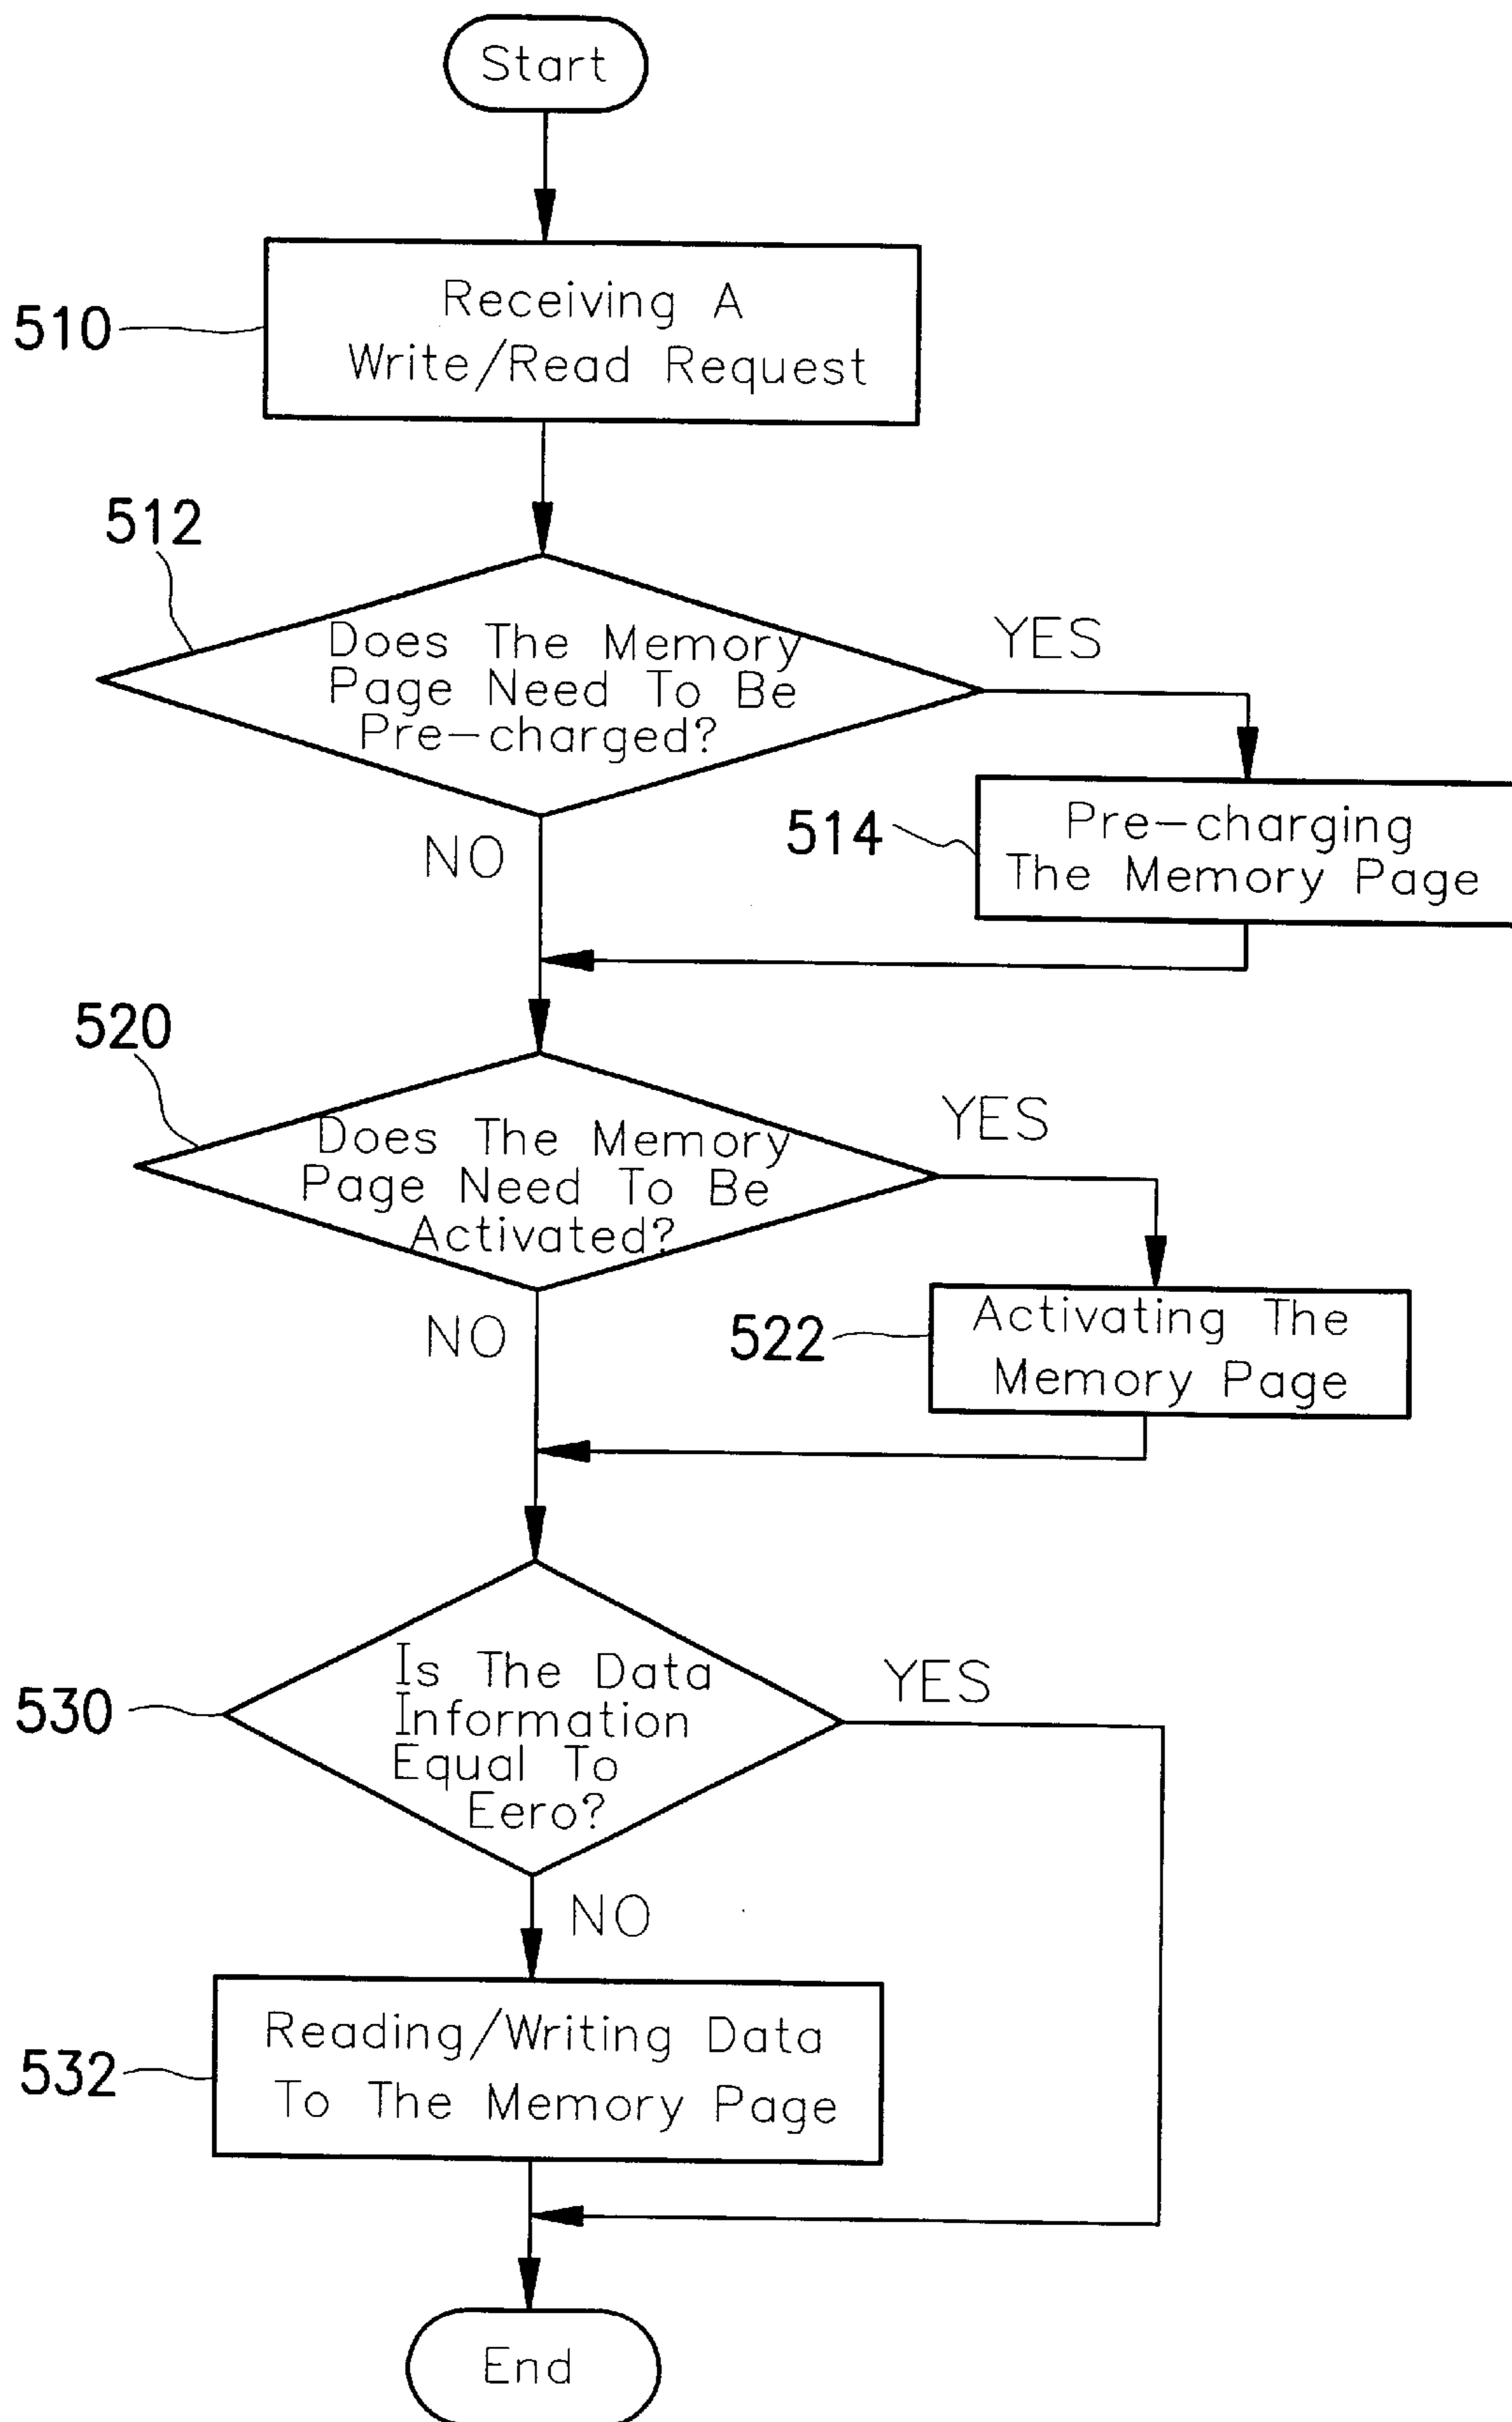 Start
510
Receiving A
Write/Read Request
512
Does The Memory
Page Need To Be
Pre-charged?
YES
NO
514
Pre-charging
The Memory Page
520
Does The Memory
Page Need To Be
Activated?
YES
NO
522
Activating The
Memory Page
530
Is The Data
Information
Equal To
Eero?
YES
NO
532
Reading/Writing Data
To The Memory Page
End